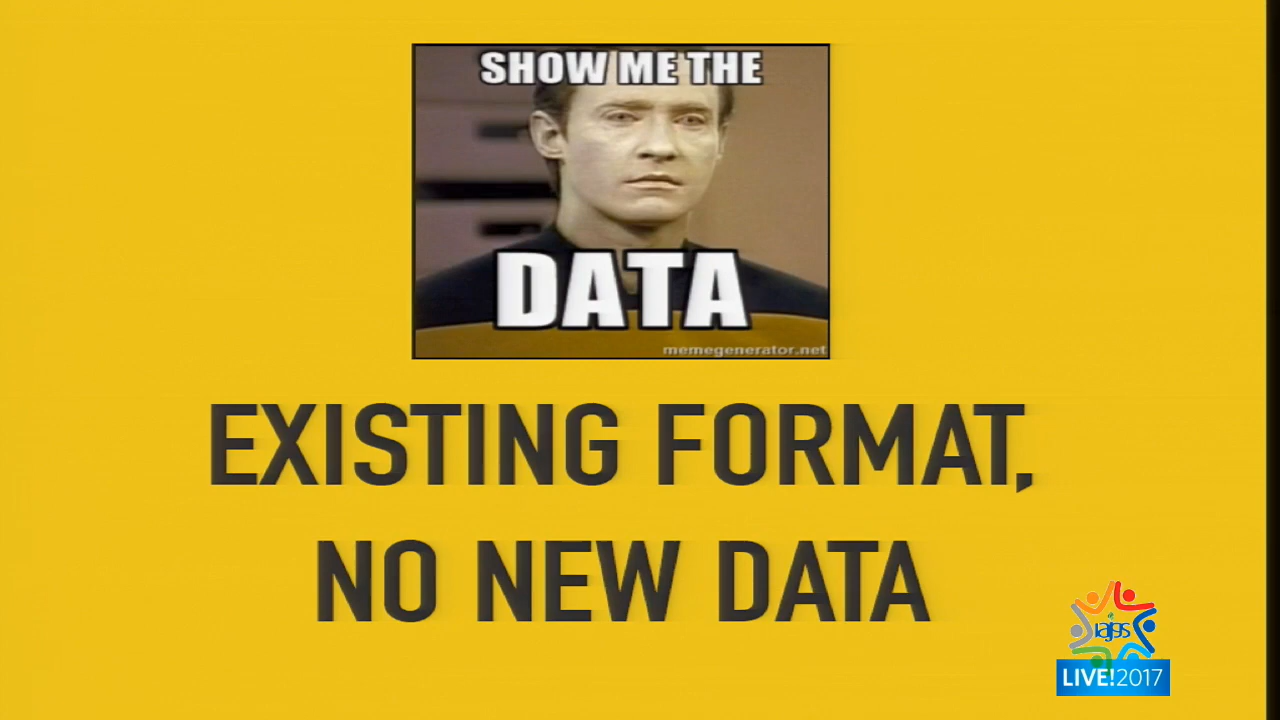 SHOW ME THE
DATA
memegenerator.net
EXISTING FORMAT,
NO NEW DATA
iajgs
LIVE!2017